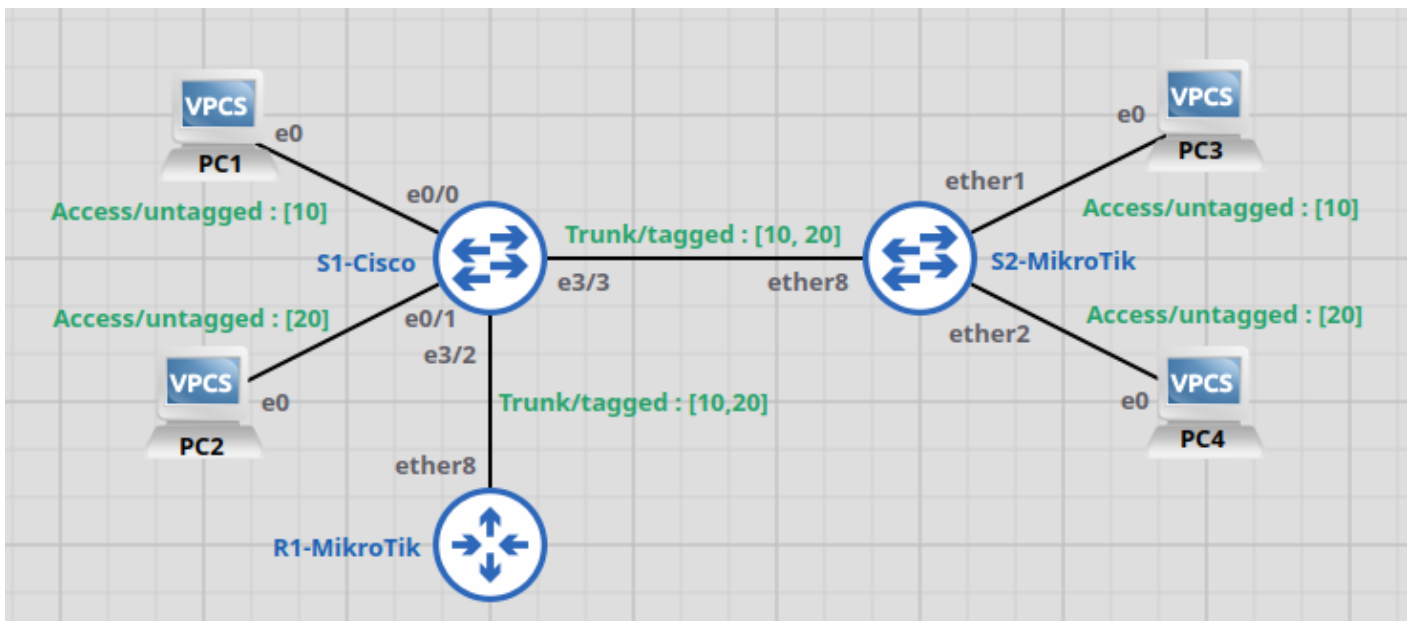 VPCS
e0
PC1
Access/untagged : [10]
e0/0
S1-Cisco
Access/untagged : [20]
e0/1
VPCS
e0
PC2
Trunk/tagged : [10, 20]
e3/3
ether8
e3/2
Trunk/tagged : [10,20]
ether8
R1-MikroTik
VPCS
e0
PC3
ether1
Access/untagged : [10]
S2-MikroTik
Access/untagged : [20]
ether2
VPCS
e0
PC4